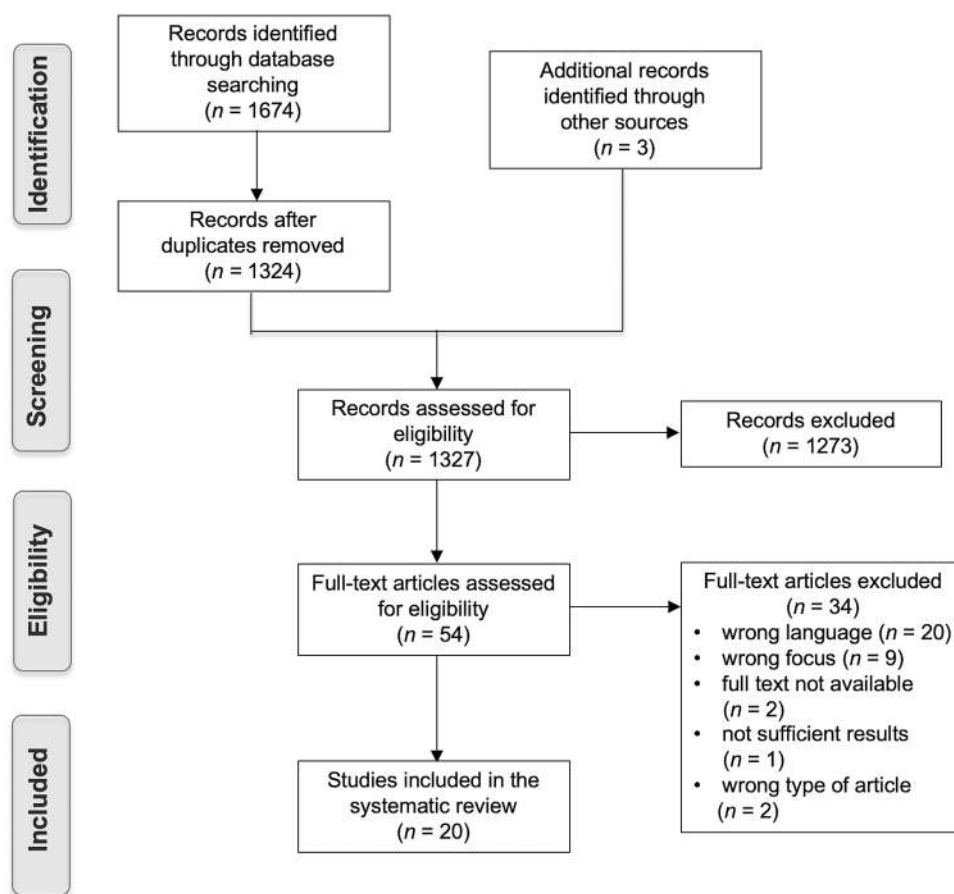 Identification
Records identified
through database
searching
(n = 1674)
Additional records
identified through
other sources
(n = 3)
Records after
duplicates removed
(n = 1324)
Screening
Records assessed for
eligibility
(n = 1327)
Records excluded
(n = 1273)
Eligibility
Full-text articles assessed
for eligibility
(n = 54)
Full-text articles excluded
(n = 34)
• wrong language (n = 20)
• wrong focus (n = 9)
• full text not available
(n = 2)
• not sufficient results
(n = 1)
• wrong type of article
(n = 2)
Included
Studies included in the
systematic review
(n = 20)